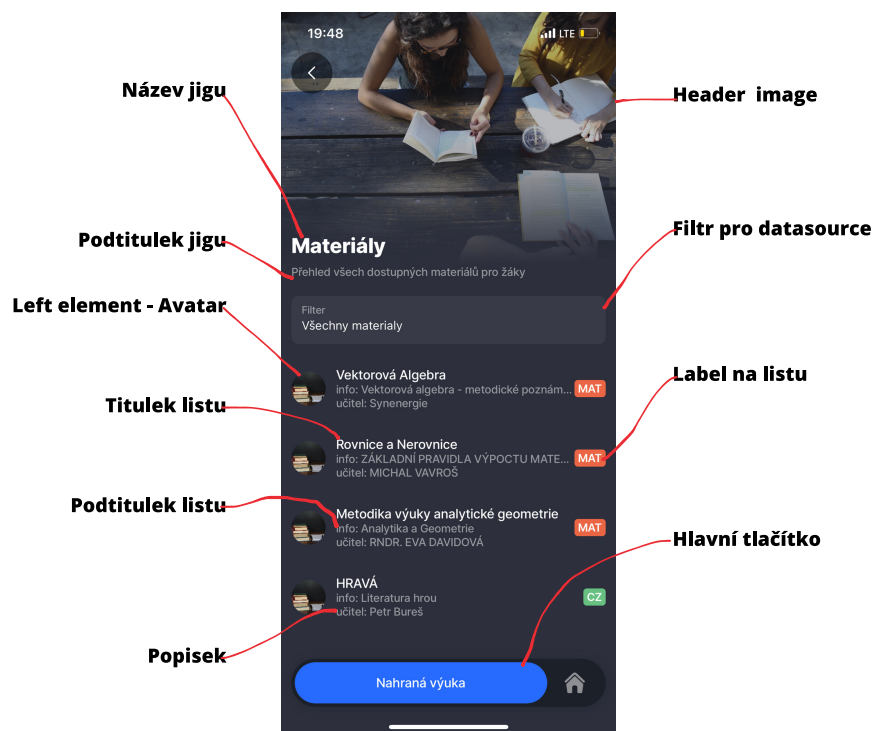 19:48
LTE
Název jigu
Header image
Podtitulek jigu
Materiály
Filtr pro datasource
Přehled všech dostupných materiálů pro žáky
Left element - Avatar
Filter
Všechny materialy
Vektorová Algebra
info: Vektorová algebra - metodické poznám...
učitel: Synenergie
MAT
Label na listu
Titulek listu
Rovnice a Nerovnice
info: ZÁKLADNÍ PRAVIDLA VÝPOCTU MATE...
učitel: MICHAL VAVROŠ
MAT
Podtitulek listu
Metodika výuky analytické geometrie
info: Analytika a Geometrie
učitel: RNDR. EVA DAVIDOVÁ
MAT
Hlavní tlačítko
HRAVÁ
info: Literatura hrou
učitel: Petr Bureš
CZ
Popisek
Nahraná výuka